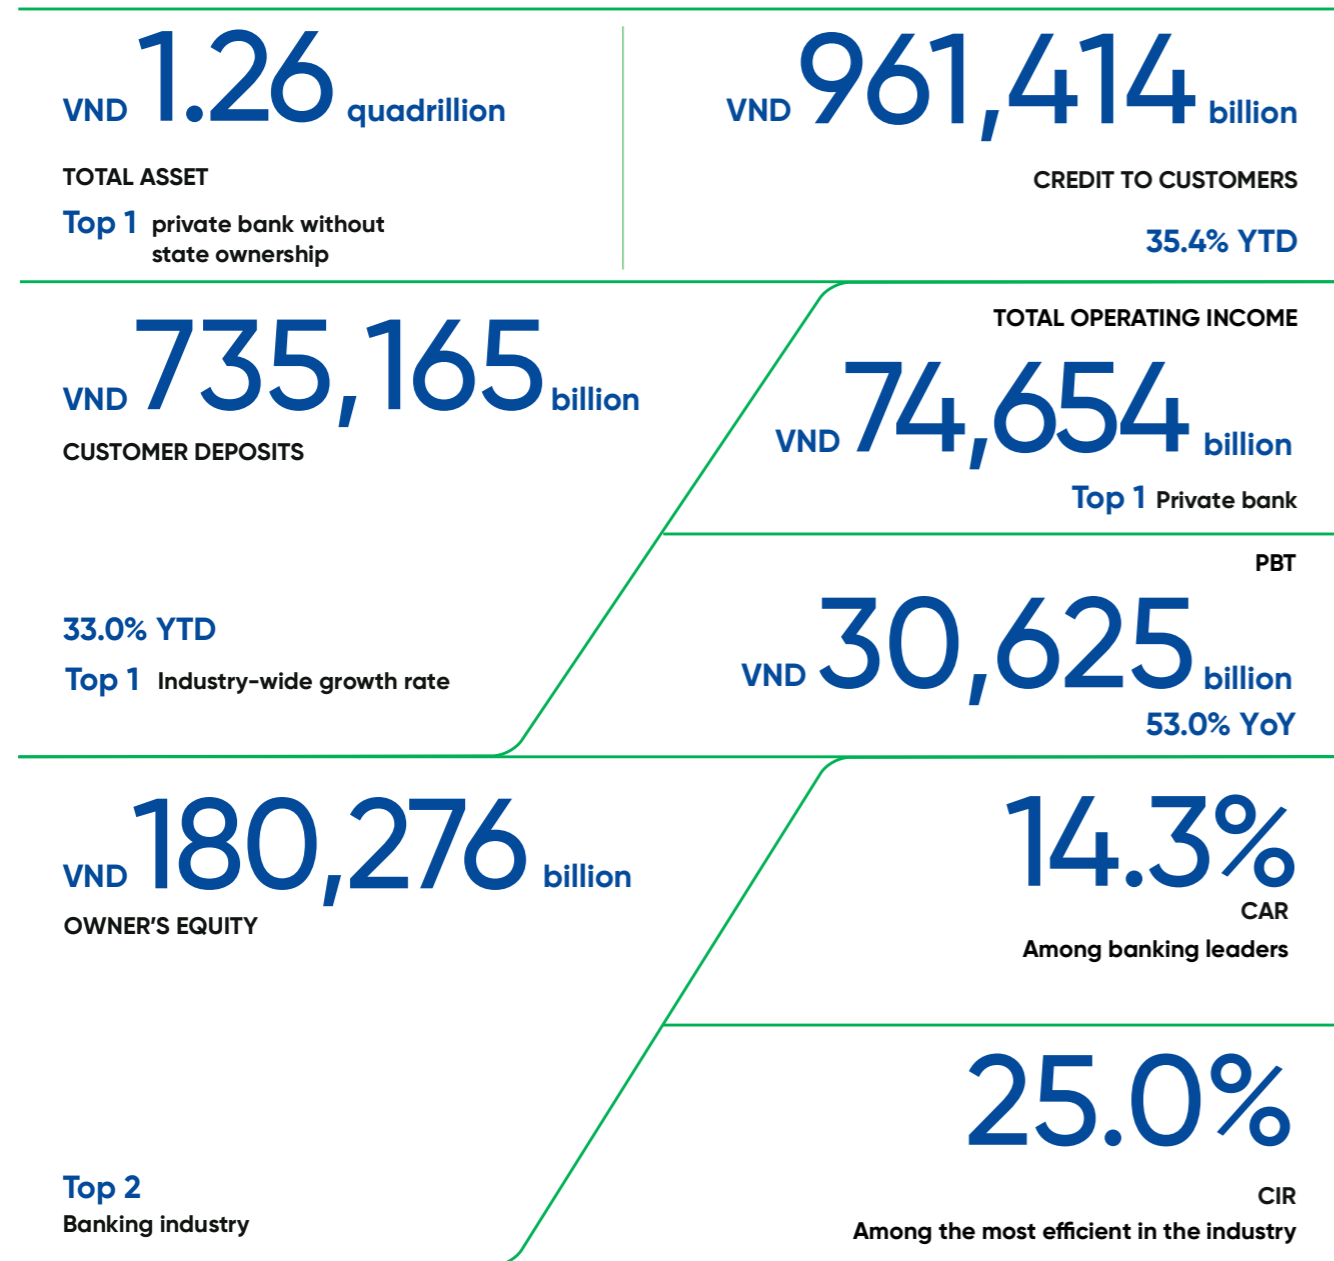 VND 1.26 quadrillion
TOTAL ASSET
Top 1 private bank without
state ownership
VND 961,414 billion
CREDIT TO CUSTOMERS
35.4% YTD
VND 735,165 billion
CUSTOMER DEPOSITS
33.0% YTD
Top 1 Industry-wide growth rate
TOTAL OPERATING INCOME
VND 74,654 billion
Top 1 Private bank
PBT
VND 30,625 billion
53.0% YoY
VND 180,276 billion
OWNER’S EQUITY
Top 2
Banking industry
14.3%
CAR
Among banking leaders
25.0%
CIR
Among the most efficient in the industry